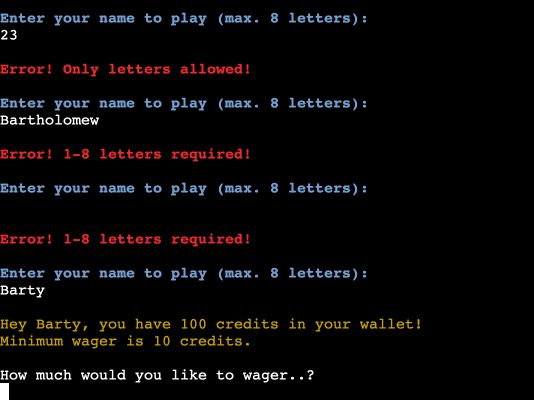 Enter your name to play (max. 8 letters):
23
Error! Only letters allowed!
Enter your name to play (max. 8 letters):
Bartholomew
Error! 1-8 letters required!
Enter your name to play (max. 8 letters):
Error! 1-8 letters required!
Enter your name to play (max. 8 letters):
Barty
Hey Barty, you have 100 credits in your wallet!
Minimum wager is 10 credits.
How much would you like to wager..?